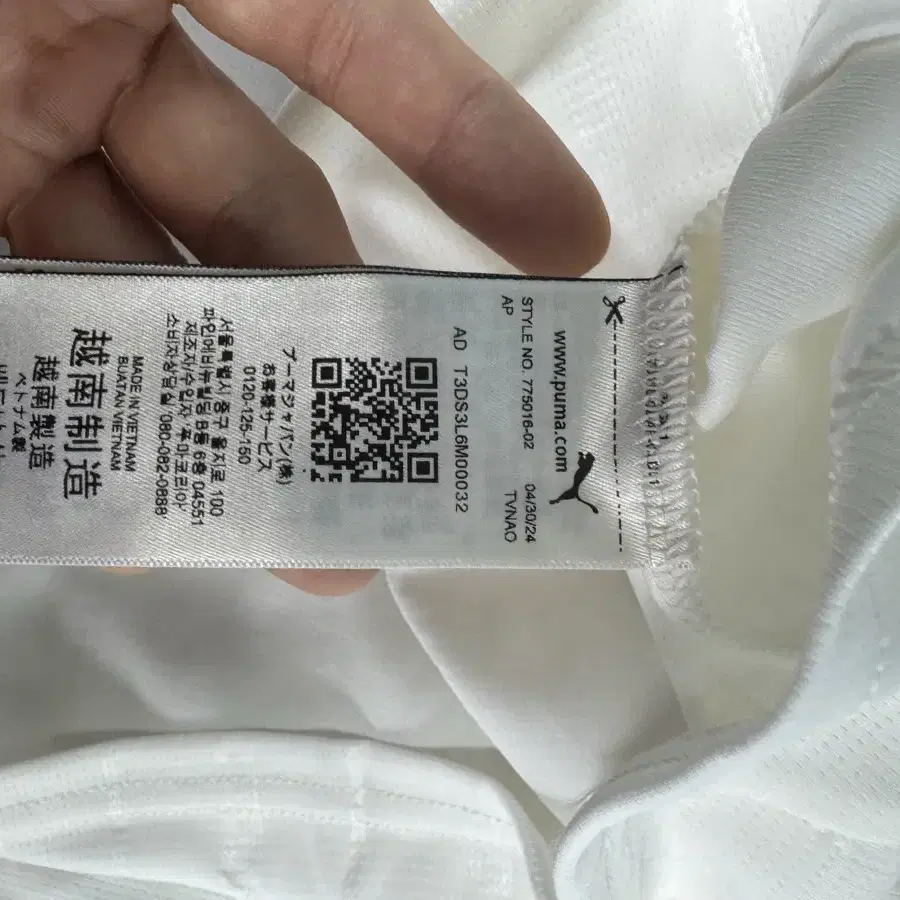 www.puma.com
STYLE NO. 775016-02 04/30/24
AP TVNAO
AD T3DS3L6M00032
プーマジャパン(株)
お客様サービス
0120-125-150
서울특별시 중구 을지로 100
파인애비뉴빌딩 B동 6층 04551
제조자/수입자: 푸마코리아
소비자상담실 '080-082-0888'
MADE IN VIETNAM
BUATAN VIETNAM
越南制造
越南製造
ベトナム製